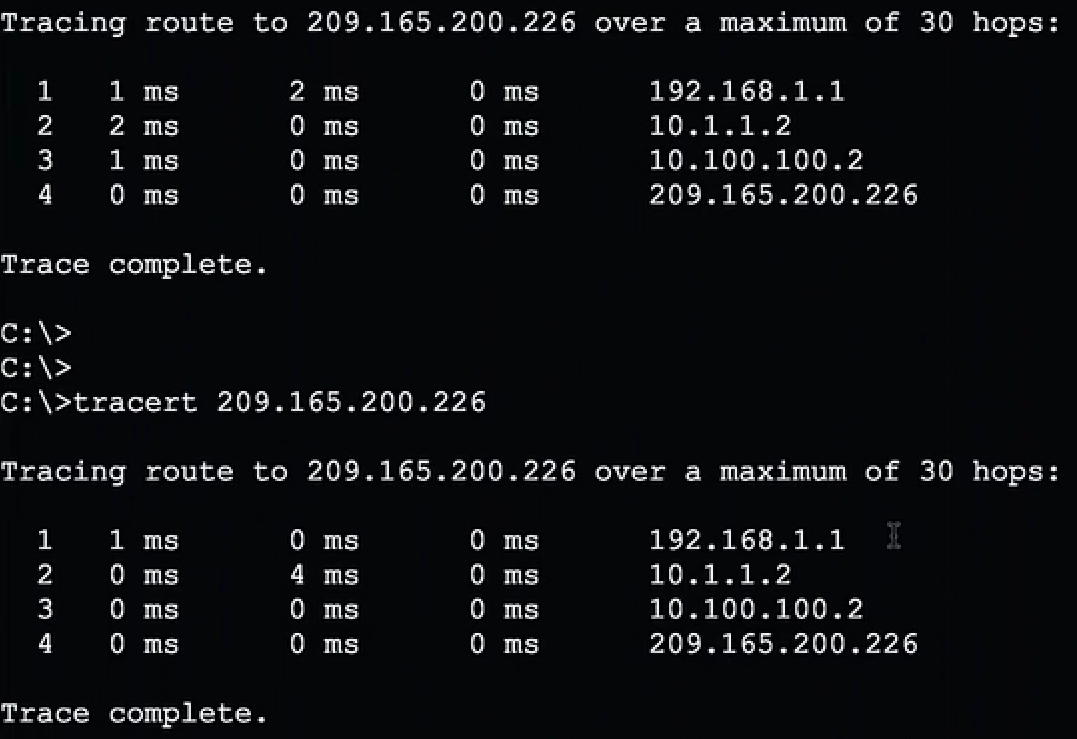 Tracing route to 209.165.200.226 over a maximum of 30 hops:
1 1 ms 2 ms 0 ms 192.168.1.1
2 2 ms 0 ms 0 ms 10.1.1.2
3 1 ms 0 ms 0 ms 10.100.100.2
4 0 ms 0 ms 0 ms 209.165.200.226
Trace complete.
C:\>
C:\>
C:\>tracert 209.165.200.226
Tracing route to 209.165.200.226 over a maximum of 30 hops:
1 1 ms 0 ms 0 ms 192.168.1.1
2 0 ms 4 ms 0 ms 10.1.1.2
3 0 ms 0 ms 0 ms 10.100.100.2
4 0 ms 0 ms 0 ms 209.165.200.226
Trace complete.